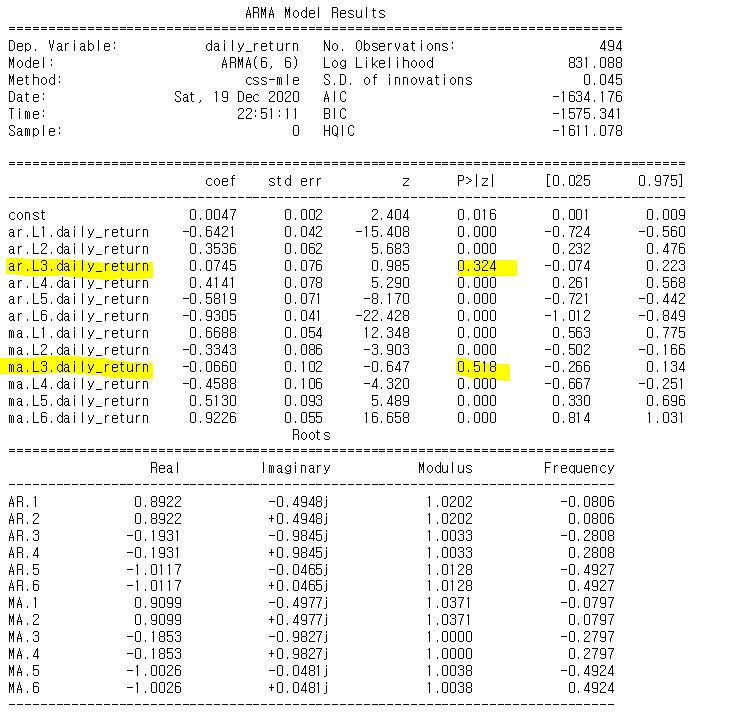 ARMA Model Results
==============================================================================
Dep. Variable: daily_return No. Observations: 494
Model: ARMA(6, 6) Log Likelihood 831.088
Method: css-mle S.D. of innovations 0.045
Date: Sat, 19 Dec 2020 AIC -1634.176
Time: 22:51:11 BIC -1575.341
Sample: 0 HQIC -1611.078

======================================================================================
coef std err z P>|z| [0.025 0.975]
--------------------------------------------------------------------------------------
const 0.0047 0.002 2.404 0.016 0.001 0.009
ar.L1.daily_return -0.6421 0.042 -15.408 0.000 -0.724 -0.560
ar.L2.daily_return 0.3536 0.062 5.683 0.000 0.232 0.476
ar.L3.daily_return 0.0745 0.076 0.985 0.324 -0.074 0.223
ar.L4.daily_return 0.4141 0.078 5.290 0.000 0.261 0.568
ar.L5.daily_return -0.5819 0.071 -8.170 0.000 -0.721 -0.442
ar.L6.daily_return -0.9305 0.041 -22.428 0.000 -1.012 -0.849
ma.L1.daily_return 0.6688 0.054 12.348 0.000 0.563 0.775
ma.L2.daily_return -0.3343 0.086 -3.903 0.000 -0.502 -0.166
ma.L3.daily_return -0.0660 0.102 -0.647 0.518 -0.266 0.134
ma.L4.daily_return -0.4588 0.106 -4.320 0.000 -0.667 -0.251
ma.L5.daily_return 0.5130 0.093 5.489 0.000 0.330 0.696
ma.L6.daily_return 0.9226 0.055 16.658 0.000 0.814 1.031
Roots
=============================================================================
Real Imaginary Modulus Frequency
-----------------------------------------------------------------------------
AR.1 0.8922 -0.4948j 1.0202 -0.0806
AR.2 0.8922 +0.4948j 1.0202 0.0806
AR.3 -0.1931 -0.9845j 1.0033 -0.2808
AR.4 -0.1931 +0.9845j 1.0033 0.2808
AR.5 -1.0117 -0.0465j 1.0128 -0.4927
AR.6 -1.0117 +0.0465j 1.0128 0.4927
MA.1 0.9099 -0.4977j 1.0371 -0.0797
MA.2 0.9099 +0.4977j 1.0371 0.0797
MA.3 -0.1853 -0.9827j 1.0000 -0.2797
MA.4 -0.1853 +0.9827j 1.0000 0.2797
MA.5 -1.0026 -0.0481j 1.0038 -0.4924
MA.6 -1.0026 +0.0481j 1.0038 0.4924
-----------------------------------------------------------------------------